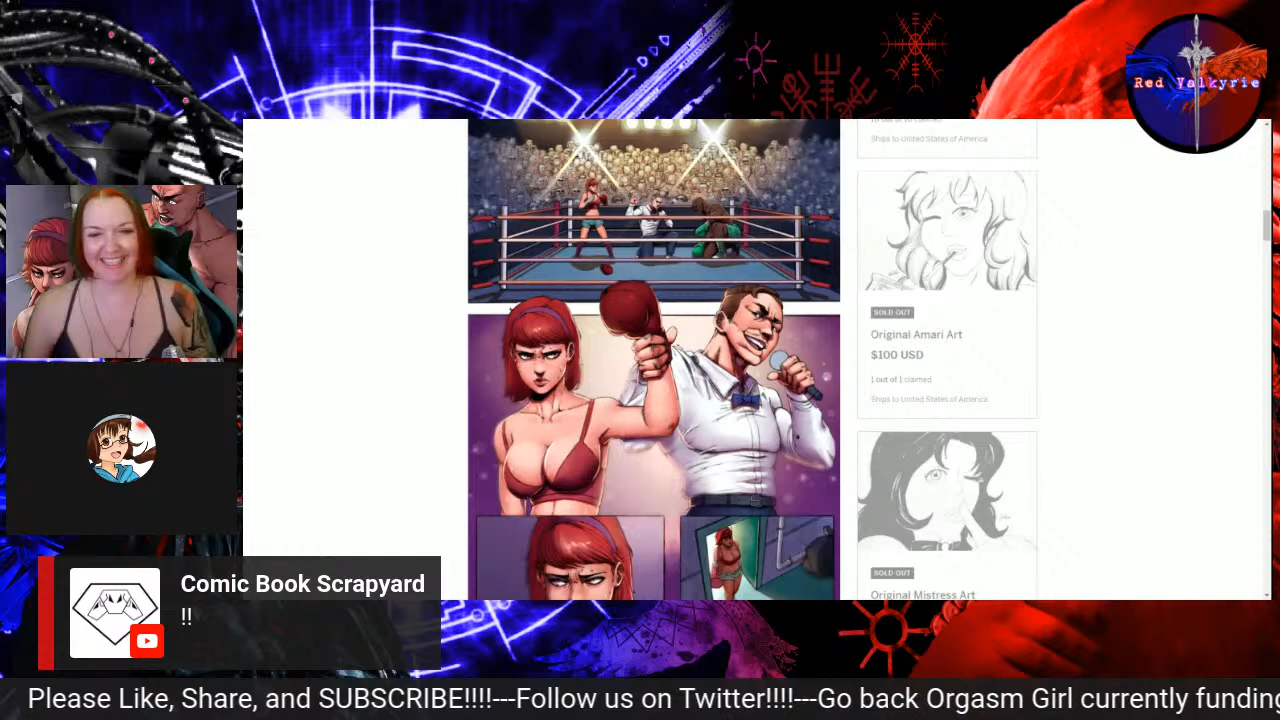 Red Valkyrie
Ships to United States of America
SOLD OUT
Original Amari Art
$100 USD
1 out of 1 claimed
Ships to United States of America
SOLD OUT
Original Mistress Art
Comic Book Scrapyard
!!
Please Like, Share, and SUBSCRIBE!!!!---Follow us on Twitter!!!!---Go back Orgasm Girl currently funding